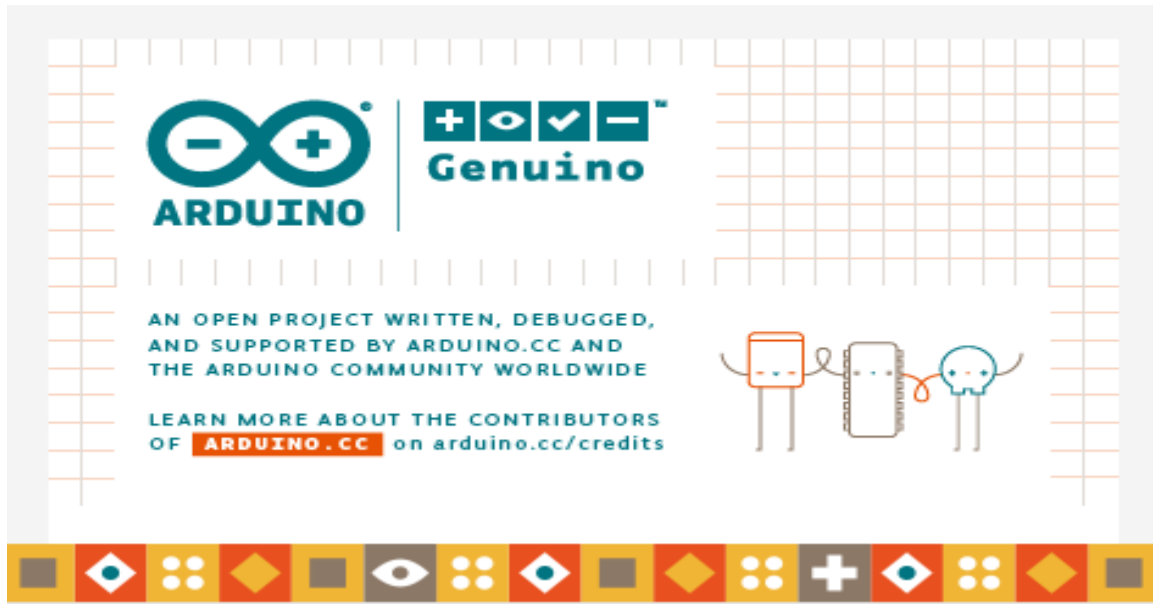 ARDUINO
Genuino™
AN OPEN PROJECT WRITTEN, DEBUGGED,
AND SUPPORTED BY ARDUINO.CC AND
THE ARDUINO COMMUNITY WORLDWIDE
LEARN MORE ABOUT THE CONTRIBUTORS
OF ARDUINO.CC on arduino.cc/credits